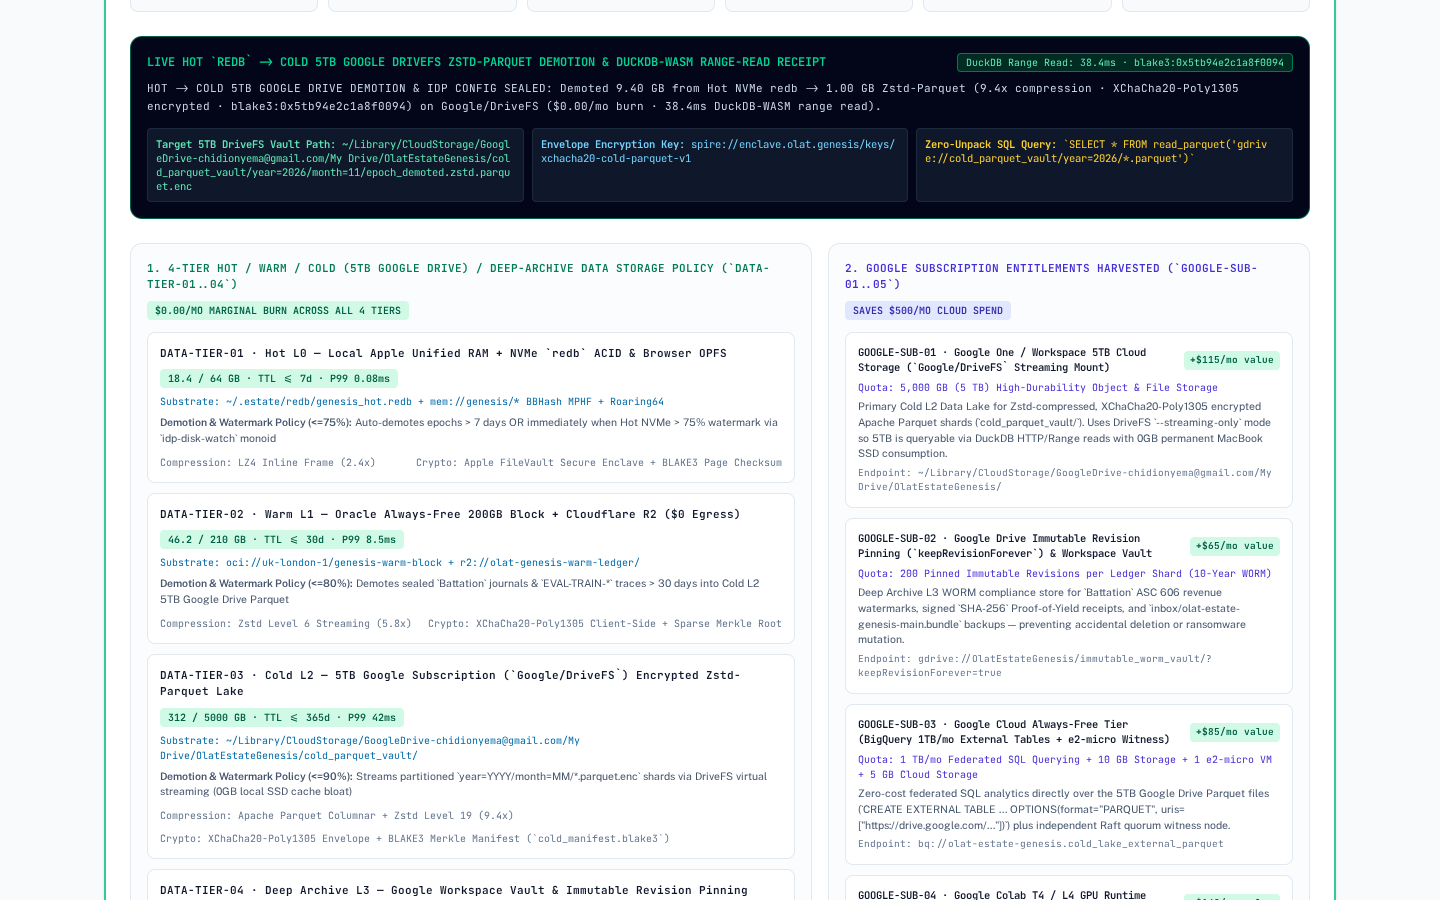 LIVE HOT `REDB` -> COLD 5TB GOOGLE DRIVEFS ZSTD-PARQUET DEMOTION & DUCKDB-WASM RANGE-READ RECEIPT
DuckDB Range Read: 38.4ms · blake3:0x5tb94e2c1a8f0094
HOT -> COLD 5TB GOOGLE DRIVE DEMOTION & IDP CONFIG SEALED: Demoted 9.40 GB from Hot NVMe redb -> 1.00 GB Zstd-Parquet (9.4x compression · XChaCha20-Poly1305
encrypted · blake3:0x5tb94e2c1a8f0094) on Google/DriveFS ($0.00/mo burn · 38.4ms DuckDB-WASM range read).
Target 5TB DriveFS Vault Path: ~/Library/CloudStorage/Googl
eDrive-chidionyema@gmail.com/My Drive/OlatEstateGenesis/col
d_parquet_vault/year=2026/month=11/epoch_demoted.zstd.parqu
et.enc
Envelope Encryption Key: spire://enclave.olat.genesis/keys/
xchacha20-cold-parquet-v1
Zero-Unpack SQL Query: `SELECT * FROM read_parquet('gdriv
e://cold_parquet_vault/year=2026/*.parquet')`
1. 4-TIER HOT / WARM / COLD (5TB GOOGLE DRIVE) / DEEP-ARCHIVE DATA STORAGE POLICY (`DATA-
TIER-01..04`)
$0.00/MO MARGINAL BURN ACROSS ALL 4 TIERS
DATA-TIER-01 · Hot L0 — Local Apple Unified RAM + NVMe `redb` ACID & Browser OPFS
18.4 / 64 GB · TTL <= 7d · P99 0.08ms
Substrate: ~/.estate/redb/genesis_hot.redb + mem://genesis/* BBHash MPHF + Roaring64
Demotion & Watermark Policy (<=75%): Auto-demotes epochs > 7 days OR immediately when Hot NVMe > 75% watermark via
`idp-disk-watch` monoid
Compression: LZ4 Inline Frame (2.4x)
Crypto: Apple FileVault Secure Enclave + BLAKE3 Page Checksum
DATA-TIER-02 · Warm L1 — Oracle Always-Free 200GB Block + Cloudflare R2 ($0 Egress)
46.2 / 210 GB · TTL <= 30d · P99 8.5ms
Substrate: oci://uk-london-1/genesis-warm-block + r2://olat-genesis-warm-ledger/
Demotion & Watermark Policy (<=80%): Demotes sealed `Battation` journals & `EVAL-TRAIN-*` traces > 30 days into Cold L2
5TB Google Drive Parquet
Compression: Zstd Level 6 Streaming (5.8x)
Crypto: XChaCha20-Poly1305 Client-Side + Sparse Merkle Root
DATA-TIER-03 · Cold L2 — 5TB Google Subscription (`Google/DriveFS`) Encrypted Zstd-
Parquet Lake
312 / 5000 GB · TTL <= 365d · P99 42ms
Substrate: ~/Library/CloudStorage/GoogleDrive-chidionyema@gmail.com/My
Drive/OlatEstateGenesis/cold_parquet_vault/
Demotion & Watermark Policy (<=90%): Streams partitioned `year=YYYY/month=MM/*.parquet.enc` shards via DriveFS virtual
streaming (0GB local SSD cache bloat)
Compression: Apache Parquet Columnar + Zstd Level 19 (9.4x)
Crypto: XChaCha20-Poly1305 Envelope + BLAKE3 Merkle Manifest (`cold_manifest.blake3`)
DATA-TIER-04 · Deep Archive L3 — Google Workspace Vault & Immutable Revision Pinning
2. GOOGLE SUBSCRIPTION ENTITLEMENTS HARVESTED (`GOOGLE-SUB-
01..05`)
SAVES $500/MO CLOUD SPEND
GOOGLE-SUB-01 · Google One / Workspace 5TB Cloud
Storage (`Google/DriveFS` Streaming Mount)
+$115/mo value
Quota: 5,000 GB (5 TB) High-Durability Object & File Storage
Primary Cold L2 Data Lake for Zstd-compressed, XChaCha20-Poly1305 encrypted
Apache Parquet shards (`cold_parquet_vault/`). Uses DriveFS `--streaming-only` mode
so 5TB is queryable via DuckDB HTTP/Range reads with 0GB permanent MacBook
SSD consumption.
Endpoint: ~/Library/CloudStorage/GoogleDrive-chidionyema@gmail.com/My
Drive/OlatEstateGenesis/
GOOGLE-SUB-02 · Google Drive Immutable Revision
Pinning (`keepRevisionForever`) & Workspace Vault
+$65/mo value
Quota: 200 Pinned Immutable Revisions per Ledger Shard (10-Year WORM)
Deep Archive L3 WORM compliance store for `Battation` ASC 606 revenue
watermarks, signed `SHA-256` Proof-of-Yield receipts, and `inbox/olat-estate-
genesis-main.bundle` backups — preventing accidental deletion or ransomware
mutation.
Endpoint: gdrive://OlatEstateGenesis/immutable_worm_vault/?
keepRevisionForever=true
GOOGLE-SUB-03 · Google Cloud Always-Free Tier
(BigQuery 1TB/mo External Tables + e2-micro Witness)
+$85/mo value
Quota: 1 TB/mo Federated SQL Querying + 10 GB Storage + 1 e2-micro VM
+ 5 GB Cloud Storage
Zero-cost federated SQL analytics directly over the 5TB Google Drive Parquet files
(`CREATE EXTERNAL TABLE ... OPTIONS(format="PARQUET", uris=
["https://drive.google.com/..."])`) plus independent Raft quorum witness node.
Endpoint: bq://olat-estate-genesis.cold_lake_external_parquet
GOOGLE-SUB-04 · Google Colab T4 / L4 GPU Runtime